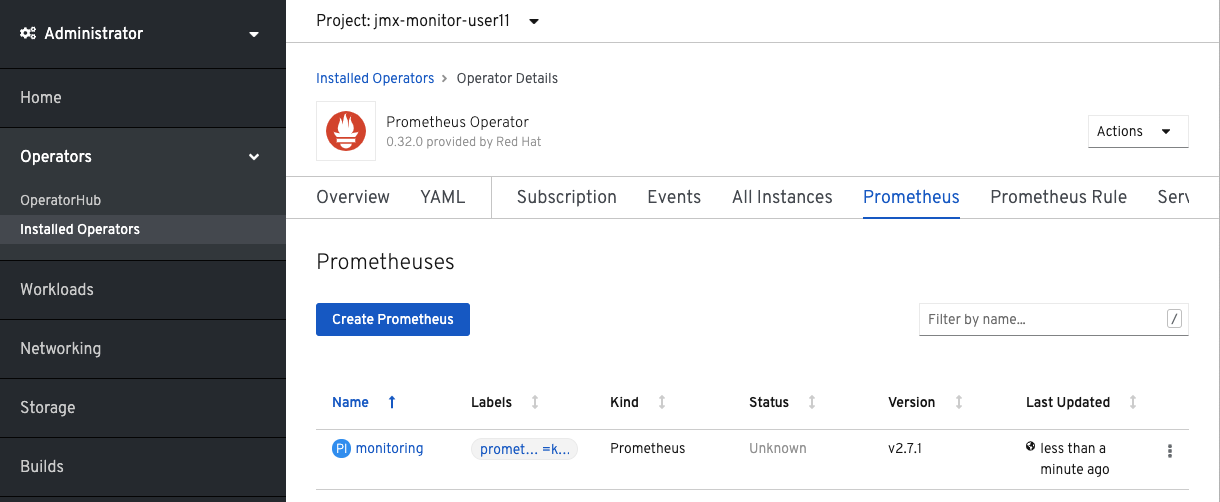 Administrator
Home
Operators
OperatorHub
Installed Operators
Workloads
Networking
Storage
Builds
Project: jmx-monitor-user11
Installed Operators > Operator Details
Prometheus Operator
0.32.0 provided by Red Hat
Actions
Overview YAML Subscription Events All Instances Prometheus Prometheus Rule Serv
Prometheuses
Create Prometheus
Filter by name... /
Name Labels Kind Status Version Last Updated
PI monitoring promet... =k... Prometheus Unknown v2.7.1 less than a
minute ago